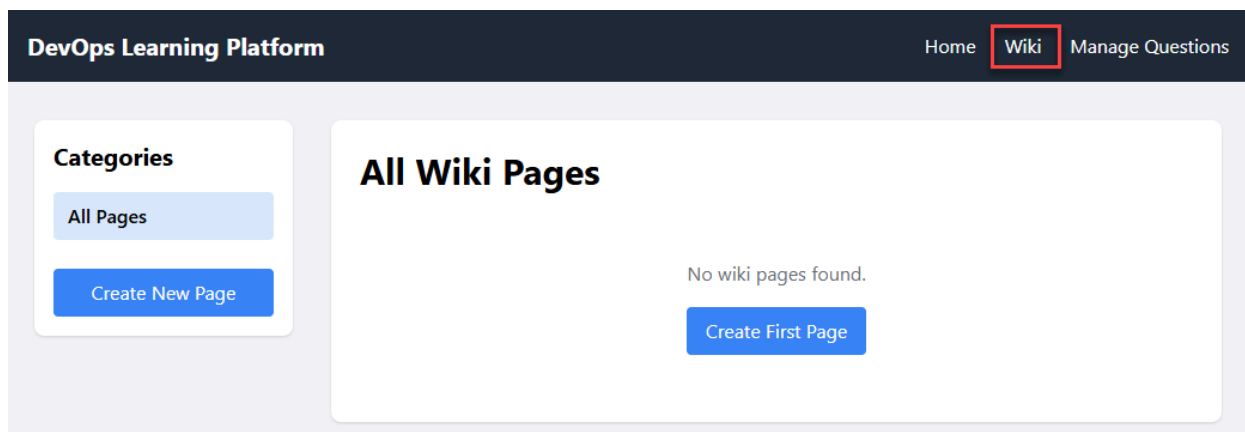 DevOps Learning Platform
Home Wiki Manage Questions
Categories
All Pages
Create New Page
All Wiki Pages
No wiki pages found.
Create First Page